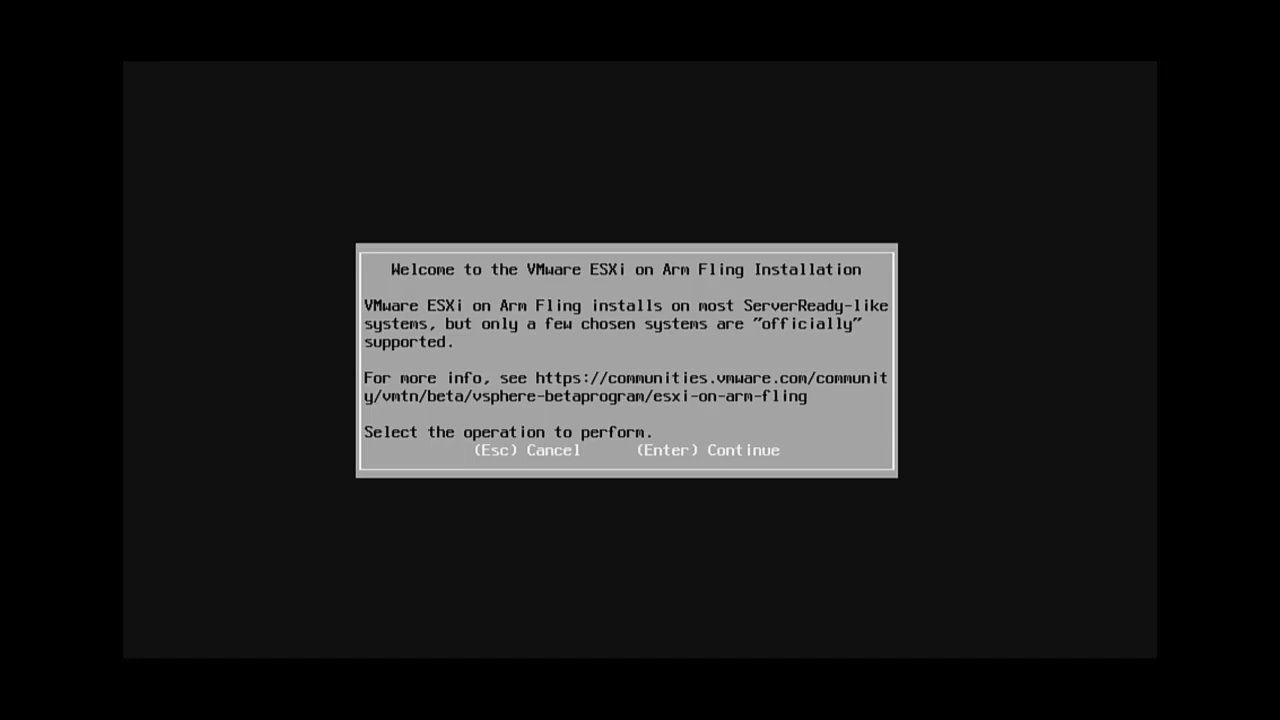 Welcome to the VMware ESXi on Arm Fling Installation
VMware ESXi on Arm Fling installs on most ServerReady-like
systems, but only a few chosen systems are "officially"
supported.
For more info, see https://communities.vmware.com/communit
y/vmtn/beta/vsphere-betaprogram/esxi-on-arm-fling
Select the operation to perform.
(Esc) Cancel (Enter) Continue